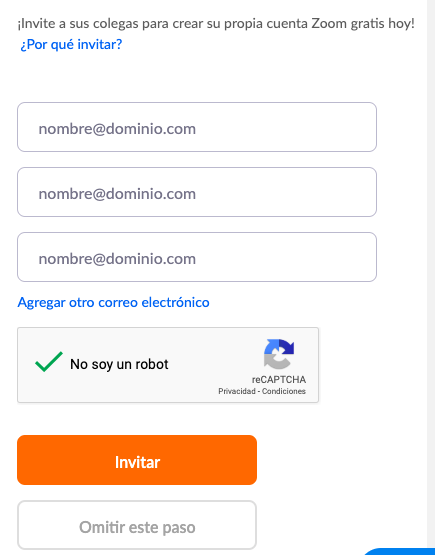 ¡Invite a sus colegas para crear su propia cuenta Zoom gratis hoy!
¿Por qué invitar?
nombre@dominio.com
nombre@dominio.com
nombre@dominio.com
Agregar otro correo electrónico
No soy un robot
reCAPTCHA
Privacidad - Condiciones
Invitar
Omitir este paso